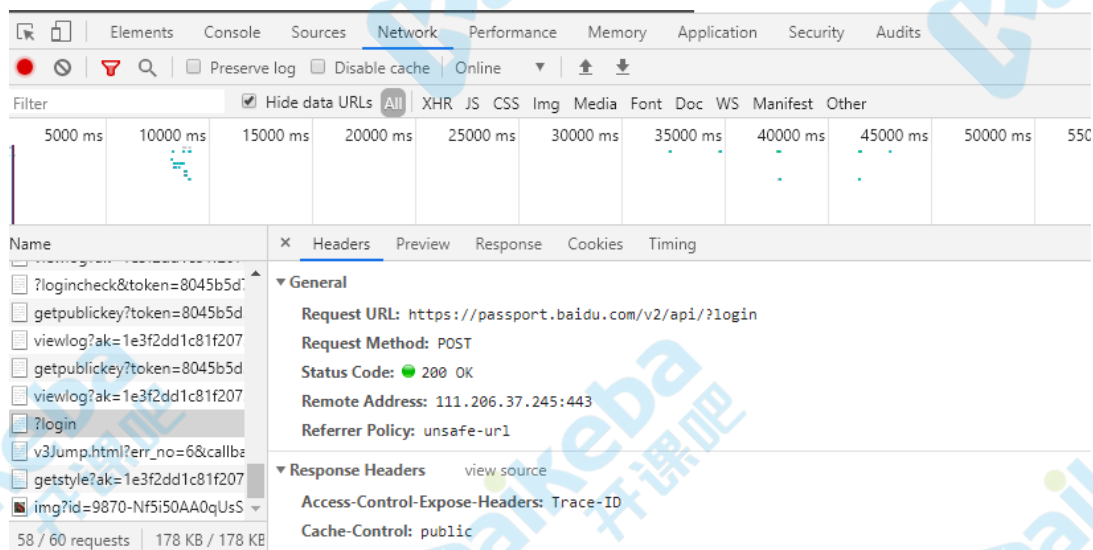 Elements Console Sources Network Performance Memory Application Security Audits
Preserve log Disable cache Online
Filter Hide data URLs All XHR JS CSS Img Media Font Doc WS Manifest Other
5000 ms 10000 ms 15000 ms 20000 ms 25000 ms 30000 ms 35000 ms 40000 ms 45000 ms 50000 ms 550
Name × Headers Preview Response Cookies Timing
?logincheck&token=8045b5d
getpublickey?token=8045b5d
viewlog?ak=1e3f2dd1c81f207
getpublickey?token=8045b5d
viewlog?ak=1e3f2dd1c81f207
?login
v3Jump.html?err_no=6&callba
getstyle?ak=1e3f2dd1c81f207
img?id=9870-Nf5i50AA0qUsS
58 / 60 requests 178 KB / 178 KB
General
Request URL: https://passport.baidu.com/v2/api/?login
Request Method: POST
Status Code: 200 OK
Remote Address: 111.206.37.245:443
Referrer Policy: unsafe-url
Response Headers view source
Access-Control-Expose-Headers: Trace-ID
Cache-Control: public
aikeba
开课吧